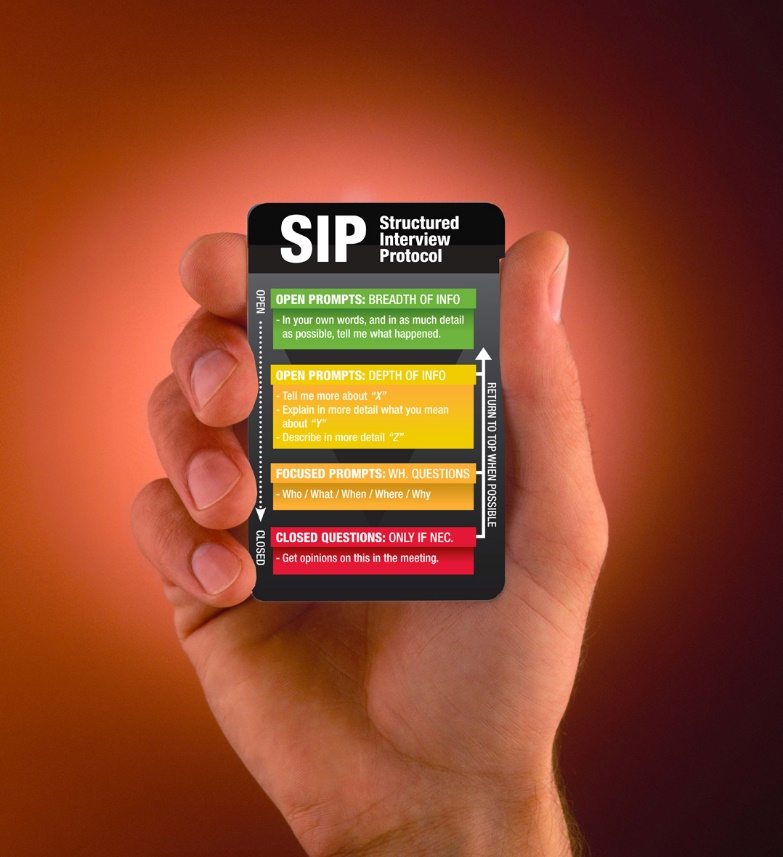 SIP
Structured
Interview
Protocol
OPEN
OPEN PROMPTS: BREADTH OF INFO
- In your own words, and in as much detail
as possible, tell me what happened.
OPEN PROMPTS: DEPTH OF INFO
- Tell me more about "X"
- Explain in more detail what you mean
about "Y"
- Describe in more detail "Z"
FOCUSED PROMPTS: WH. QUESTIONS
- Who / What / When / Where / Why
CLOSED QUESTIONS: ONLY IF NEC.
- Get opinions on this in the meeting.
CLOSED
RETURN TO TOP WHEN POSSIBLE